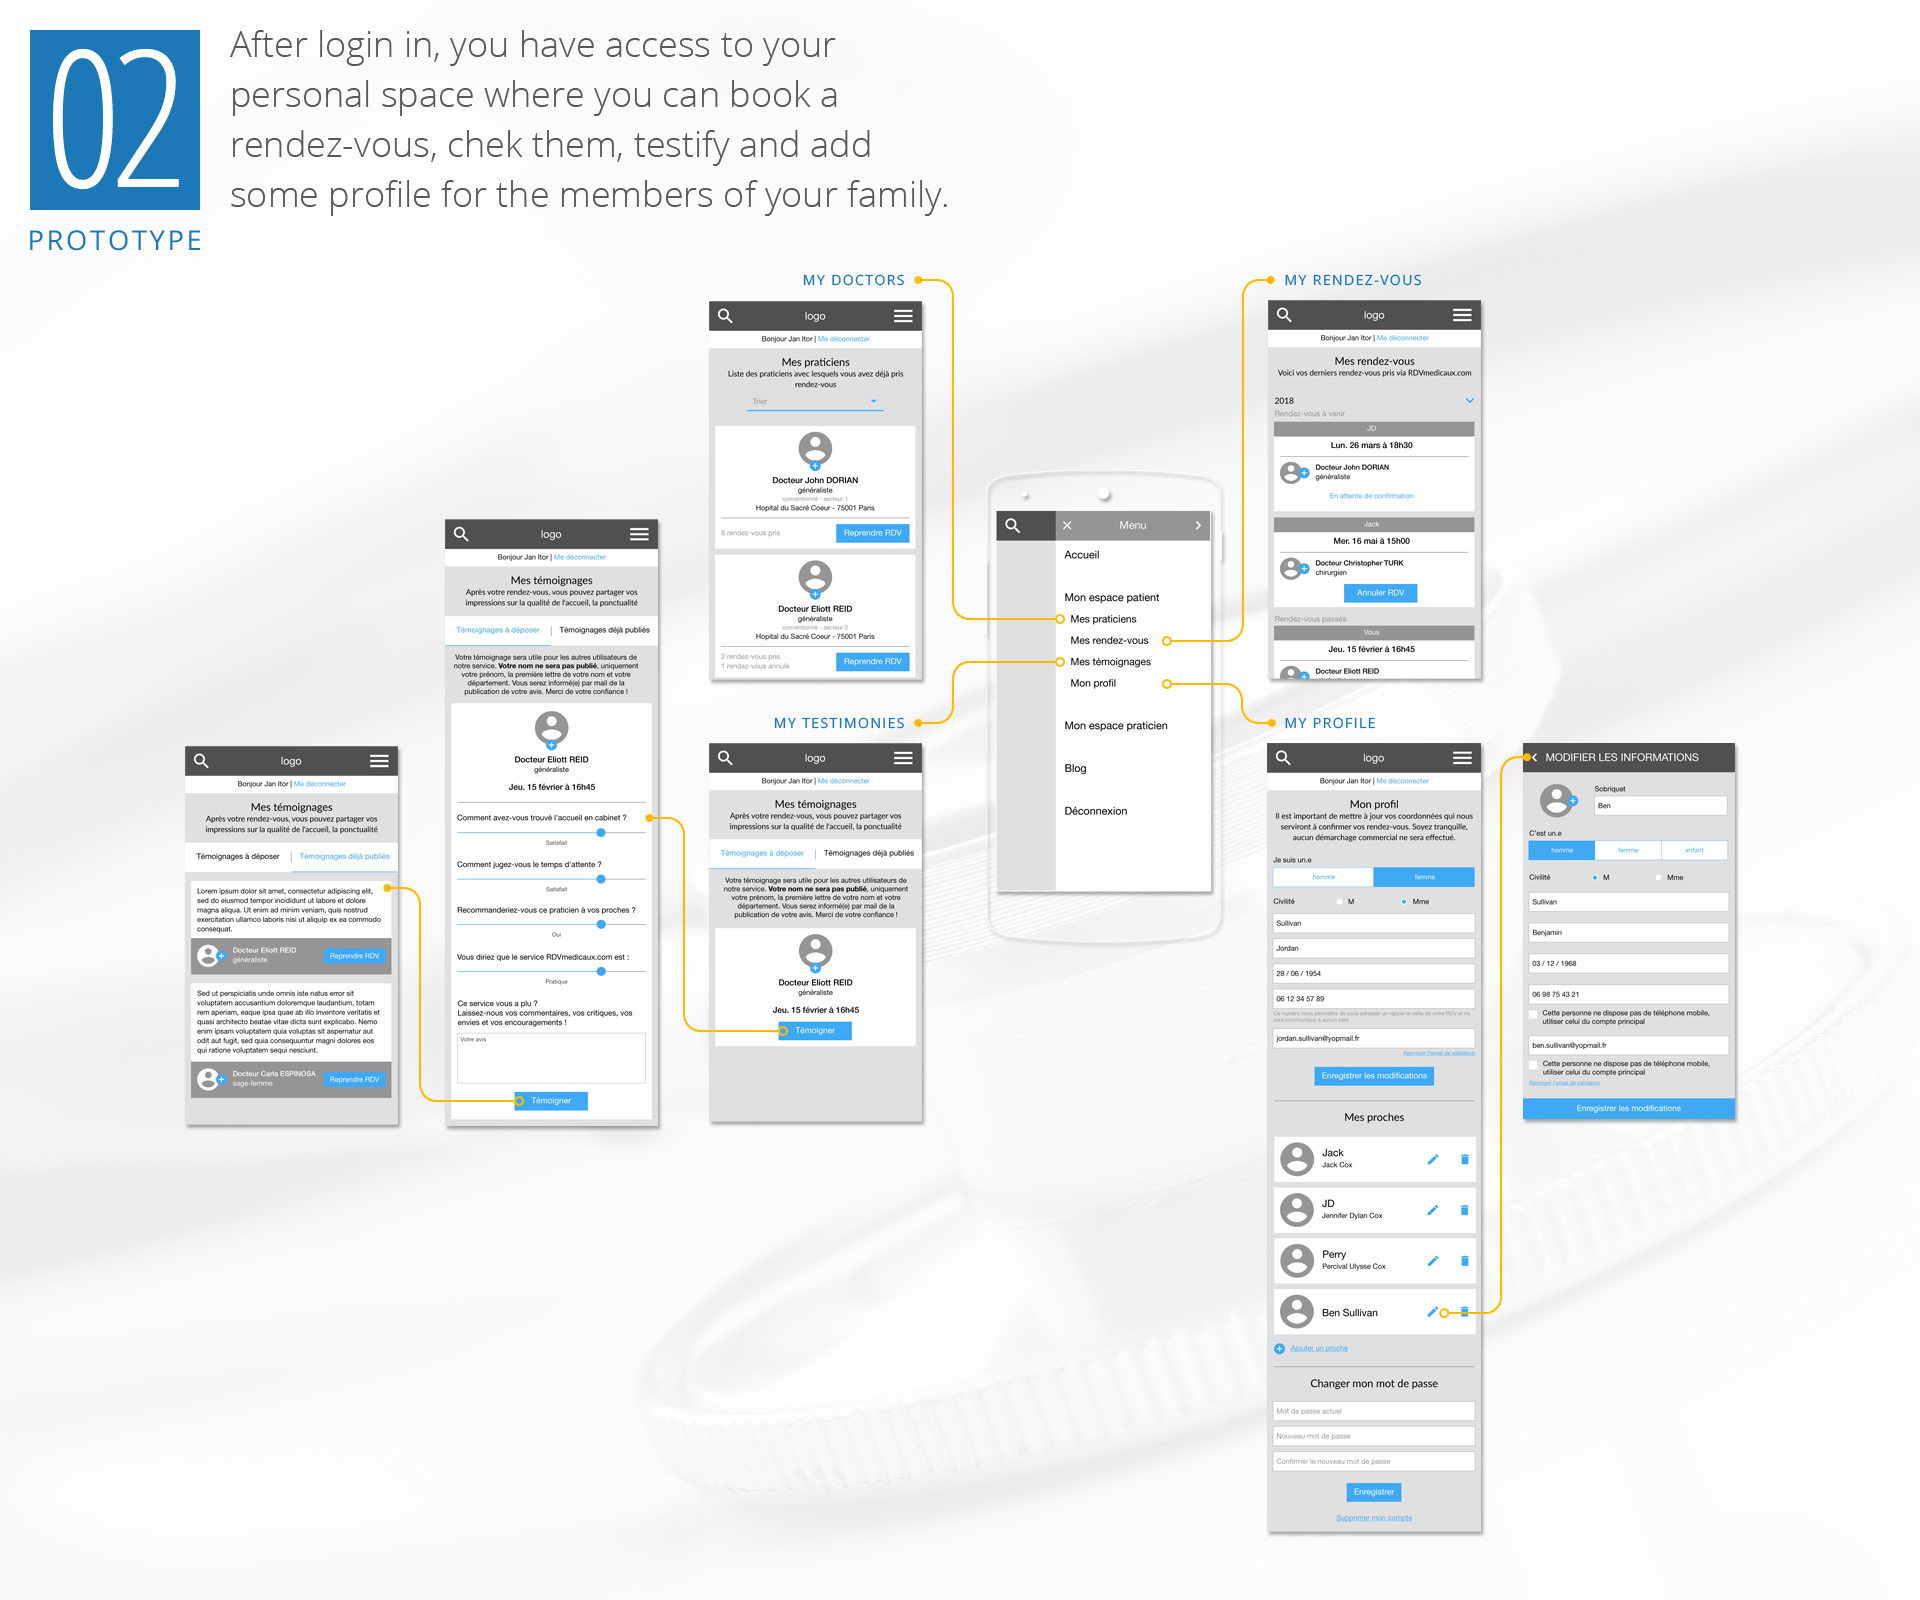 02
PROTOTYPE
After login in, you have access to your
personal space where you can book a
rendez-vous, chek them, testify and add
some profile for the members of your family.
MY DOCTORS
logo
Bonjour Jan Itor | Me déconnecter
Mes praticiens
Liste des praticiens avec lesquels vous avez déjà pris
rendez-vous
Trier
Docteur John DORIAN
généraliste
conventionné - secteur 1
Hopital du Sacré Coeur - 75001 Paris
8 rendez-vous pris
Reprendre RDV
Docteur Eliott REID
généraliste
conventionné - secteur 2
Hopital du Sacré Coeur - 75001 Paris
2 rendez-vous pris
1 rendez-vous annulé
Reprendre RDV
MY RENDEZ-VOUS
logo
Bonjour Jan Itor | Me déconnecter
Mes rendez-vous
Voici vos derniers rendez-vous pris via RDVmedicaux.com
2018
Rendez-vous à venir
JD
Lun. 26 mars à 18h30
Docteur John DORIAN
généraliste
En attente de confirmation
Jack
Mer. 16 mai à 15h00
Docteur Christopher TURK
chirurgien
Annuler RDV
Rendez-vous passés
Vous
Jeu. 15 février à 16h45
Docteur Eliott REID
Menu
Accueil
Mon espace patient
Mes praticiens
Mes rendez-vous
Mes témoignages
Mon profil
Mon espace praticien
Blog
Déconnexion
logo
Bonjour Jan Itor | Me déconnecter
Mes témoignages
Après votre rendez-vous, vous pouvez partager vos
impressions sur la qualité de l'accueil, la ponctualité
Témoignages à déposer | Témoignages déjà publiés
Lorem ipsum dolor sit amet, consectetur adipiscing elit,
sed do eiusmod tempor incididunt ut labore et dolore
magna aliqua. Ut enim ad minim veniam, quis nostrud
exercitation ullamco laboris nisi ut aliquip ex ea commodo
consequat.
Docteur Eliott REID
généraliste
Reprendre RDV
Sed ut perspiciatis unde omnis iste natus error sit
voluptatem accusantium doloremque laudantium, totam
rem aperiam, eaque ipsa quae ab illo inventore veritatis et
quasi architecto beatae vitae dicta sunt explicabo. Nemo
enim ipsam voluptatem quia voluptas sit aspernatur aut
odit aut fugit, sed quia consequuntur magni dolores eos
qui ratione voluptatem sequi nesciunt.
Docteur Carla ESPINOSA
sage-femme
Reprendre RDV
logo
Bonjour Jan Itor | Me déconnecter
Mes témoignages
Après votre rendez-vous, vous pouvez partager vos
impressions sur la qualité de l'accueil, la ponctualité
Témoignages à déposer | Témoignages déjà publiés
Votre témoignage sera utile pour les autres utilisateurs de
notre service. Votre nom ne sera pas publié, uniquement
votre prénom, la première lettre de votre nom et votre
département. Vous serez informé(e) par mail de la
publication de votre avis. Merci de votre confiance !
Docteur Eliott REID
généraliste
Jeu. 15 février à 16h45
Comment avez-vous trouvé l'accueil en cabinet ?
Satisfait
Comment jugez-vous le temps d'attente ?
Satisfait
Recommanderiez-vous ce praticien à vos proches ?
Oui
Vous diriez que le service RDVmedicaux.com est :
Pratique
Ce service vous a plu ?
Laissez-nous vos commentaires, vos critiques, vos
envies et vos encouragements !
Votre avis
Témoigner
MY TESTIMONIES
logo
Bonjour Jan Itor | Me déconnecter
Mes témoignages
Après votre rendez-vous, vous pouvez partager vos
impressions sur la qualité de l'accueil, la ponctualité
Témoignages à déposer | Témoignages déjà publiés
Votre témoignage sera utile pour les autres utilisateurs de
notre service. Votre nom ne sera pas publié, uniquement
votre prénom, la première lettre de votre nom et votre
département. Vous serez informé(e) par mail de la
publication de votre avis. Merci de votre confiance !
Docteur Eliott REID
généraliste
Jeu. 15 février à 16h45
Témoigner
MY PROFILE
logo
Bonjour Jan Itor | Me déconnecter
Mon profil
Il est important de mettre à jour vos coordonnées qui nous
serviront à confirmer vos rendez-vous. Soyez tranquille,
aucun démarchage commercial ne sera effectué.
Je suis un.e
homme
femme
Civilité
M
Mme
Sullivan
Jordan
28 / 06 / 1954
06 12 34 57 89
Ce numéro nous permettra de vous adresser un rappel la veille de votre RDV et ne
sera communiqué à aucun tiers
jordan.sullivan@yopmail.fr
Renvoyer l'email de validation
Enregistrer les modifications
Mes proches
Jack
Jack Cox
JD
Jennifer Dylan Cox
Perry
Percival Ulysse Cox
Ben Sullivan
Ajouter un proche
Changer mon mot de passe
Mot de passe actuel
Nouveau mot de passe
Confirmer le nouveau mot de passe
Enregistrer
Supprimer mon compte
MODIFIER LES INFORMATIONS
Sobriquet
Ben
C'est un.e
homme
femme
enfant
Civilité
M
Mme
Sullivan
Benjamin
03 / 12 / 1968
06 98 75 43 21
Cette personne ne dispose pas de téléphone mobile,
utiliser celui du compte principal
ben.sullivan@yopmail.fr
Cette personne ne dispose pas de téléphone mobile,
utiliser celui du compte principal
Renvoyer l'email de validation
Enregistrer les modifications